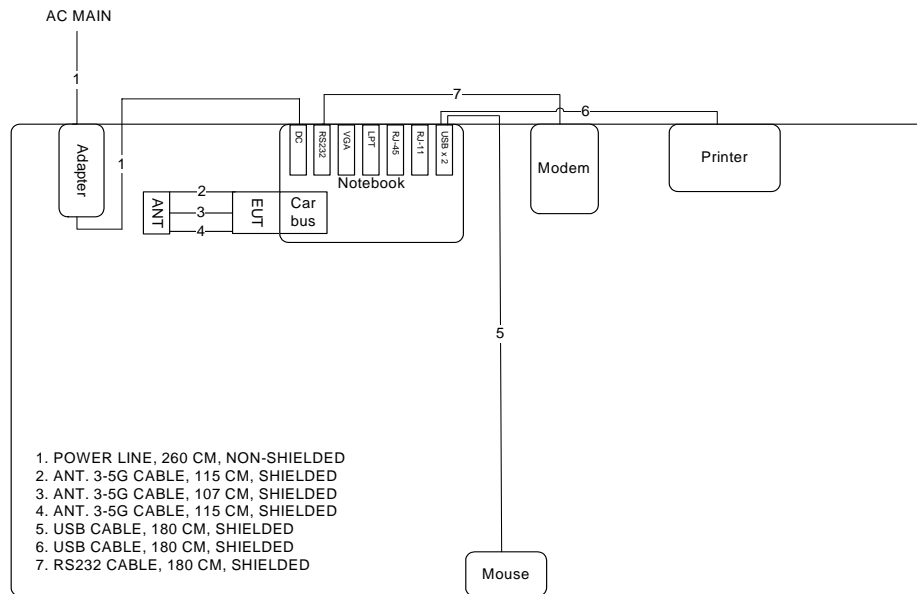 AC MAIN
1
7
6
Adapter
1
DC
RS232
VGA
LPT
RJ-45
RJ-11
USB x 2
Notebook
Modem
Printer
ANT
2
3
4
EUT
Car
bus
5
1. POWER LINE, 260 CM, NON-SHIELDED
2. ANT. 3-5G CABLE, 115 CM, SHIELDED
3. ANT. 3-5G CABLE, 107 CM, SHIELDED
4. ANT. 3-5G CABLE, 115 CM, SHIELDED
5. USB CABLE, 180 CM, SHIELDED
6. USB CABLE, 180 CM, SHIELDED
7. RS232 CABLE, 180 CM, SHIELDED
Mouse